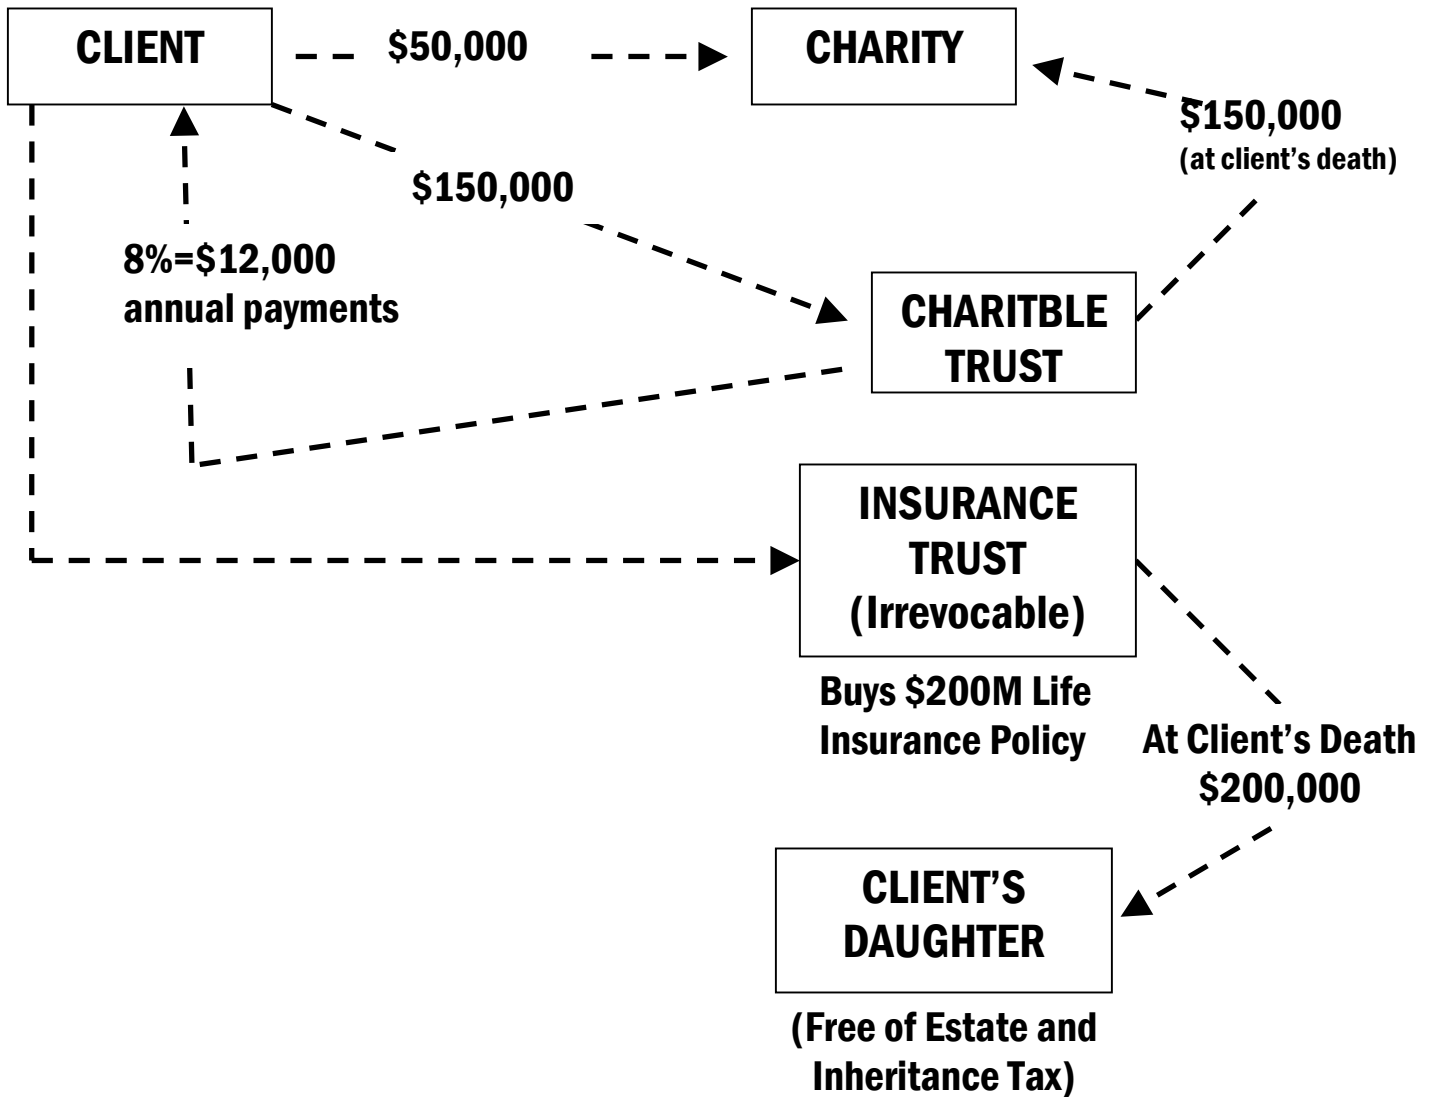 CLIENT
$50,000
CHARITY
$150,000
(at client’s death)
$150,000
8%=$12,000
annual payments
CHARITBLE
TRUST
INSURANCE
TRUST
(Irrevocable)
Buys $200M Life
Insurance Policy
At Client’s Death
$200,000
CLIENT’S
DAUGHTER
(Free of Estate and
Inheritance Tax)